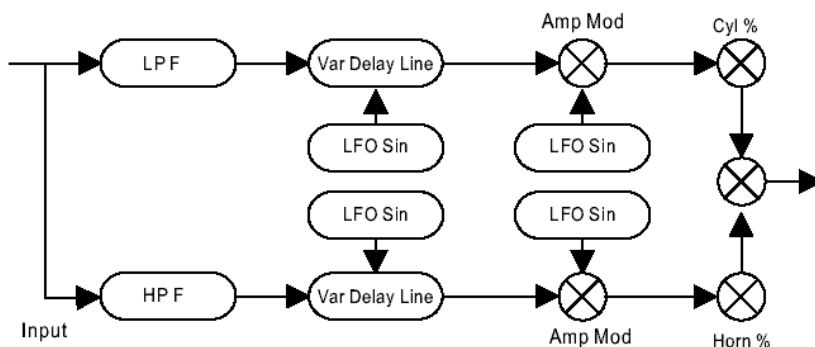 Amp Mod
Cyl %
LPF
Var Delay Line
LFO Sin
LFO Sin
LFO Sin
LFO Sin
HPF
Var Delay Line
Input
Amp Mod
Horn %